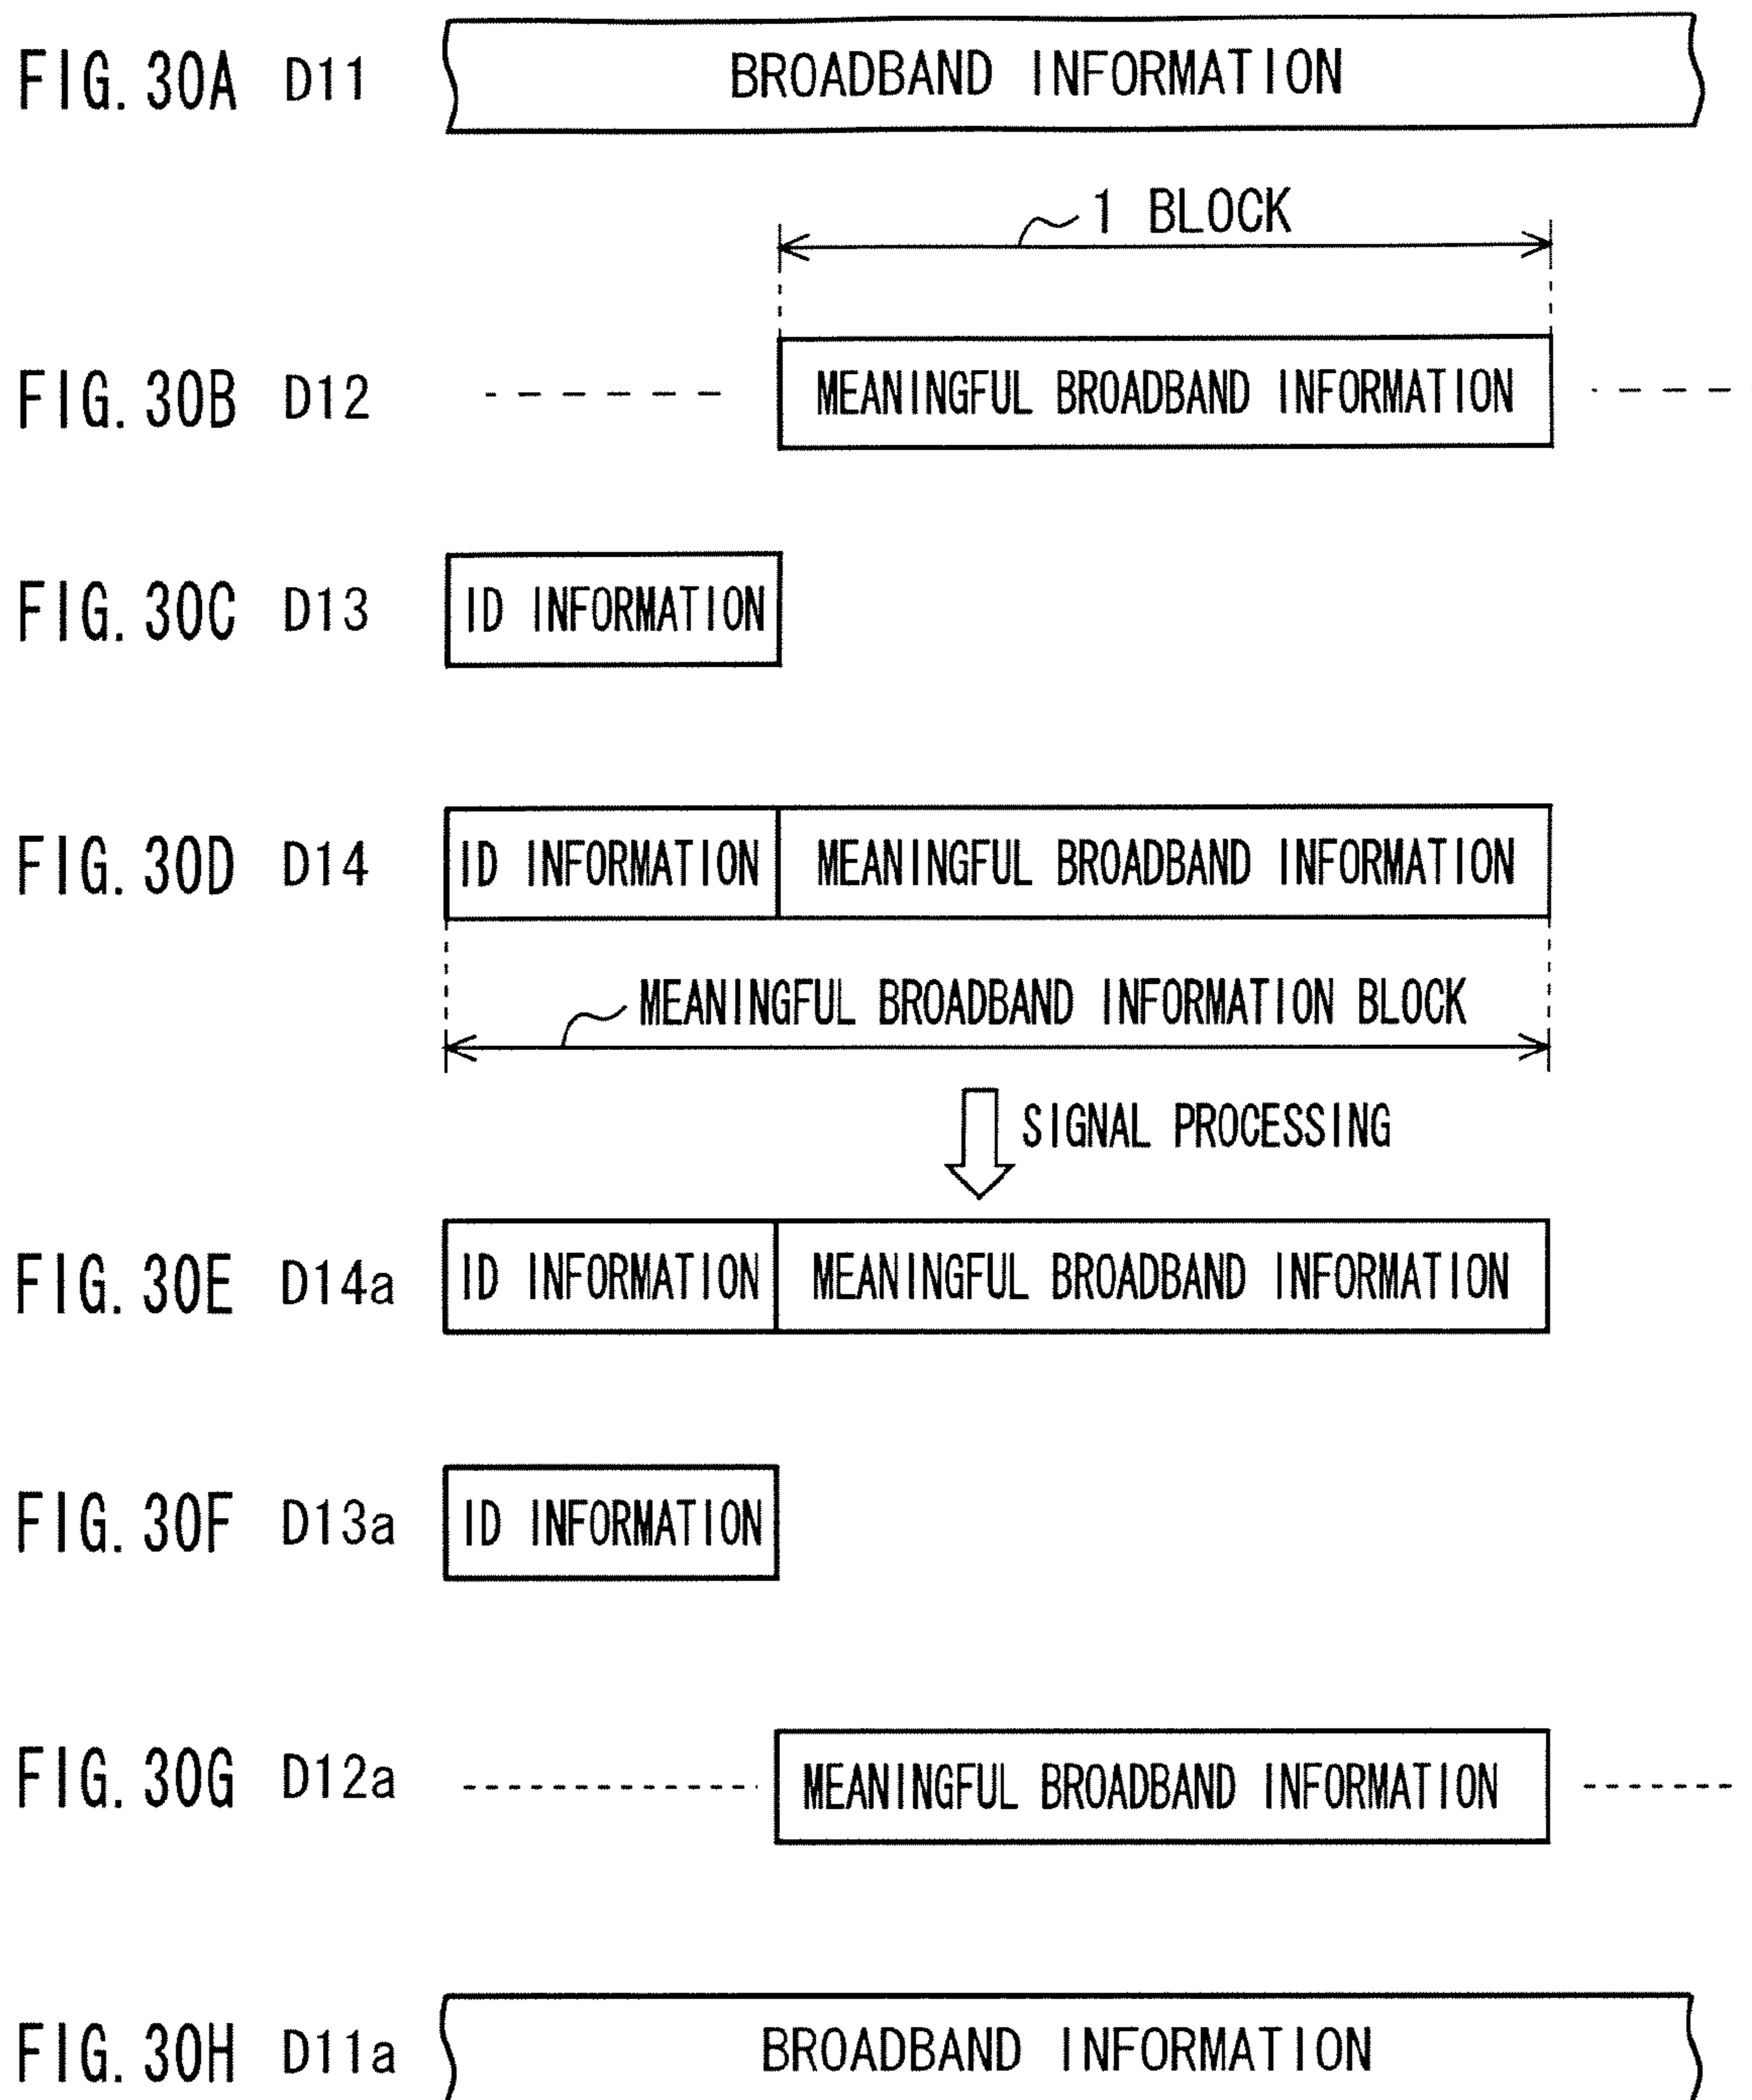 FIG. 30A D11 BROADBAND INFORMATION
1 BLOCK
FIG. 30B D12 MEANINGFUL BROADBAND INFORMATION
FIG. 30C D13 ID INFORMATION
FIG. 30D D14 ID INFORMATION MEANINGFUL BROADBAND INFORMATION
MEANINGFUL BROADBAND INFORMATION BLOCK
SIGNAL PROCESSING
FIG. 30E D14a ID INFORMATION MEANINGFUL BROADBAND INFORMATION
FIG. 30F D13a ID INFORMATION
FIG. 30G D12a MEANINGFUL BROADBAND INFORMATION
FIG. 30H D11a BROADBAND INFORMATION